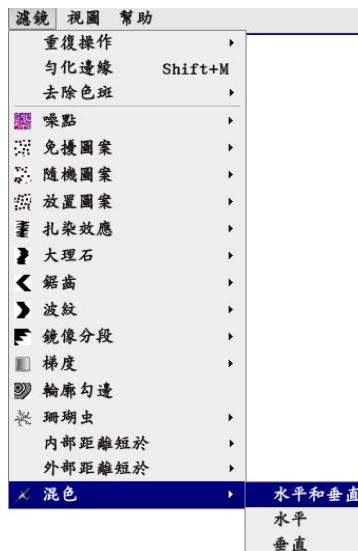 濾鏡 視圖 幫助
重復操作
勻化邊緣 Shift+M
去除色斑
噪點
免擾圖案
隨機圖案
放置圖案
扎染效應
大理石
鋸齒
波紋
鏡像分段
梯度
輪廓勾邊
珊瑚虫
內部距離短於
外部距離短於
混色 水平和垂直
水平
垂直